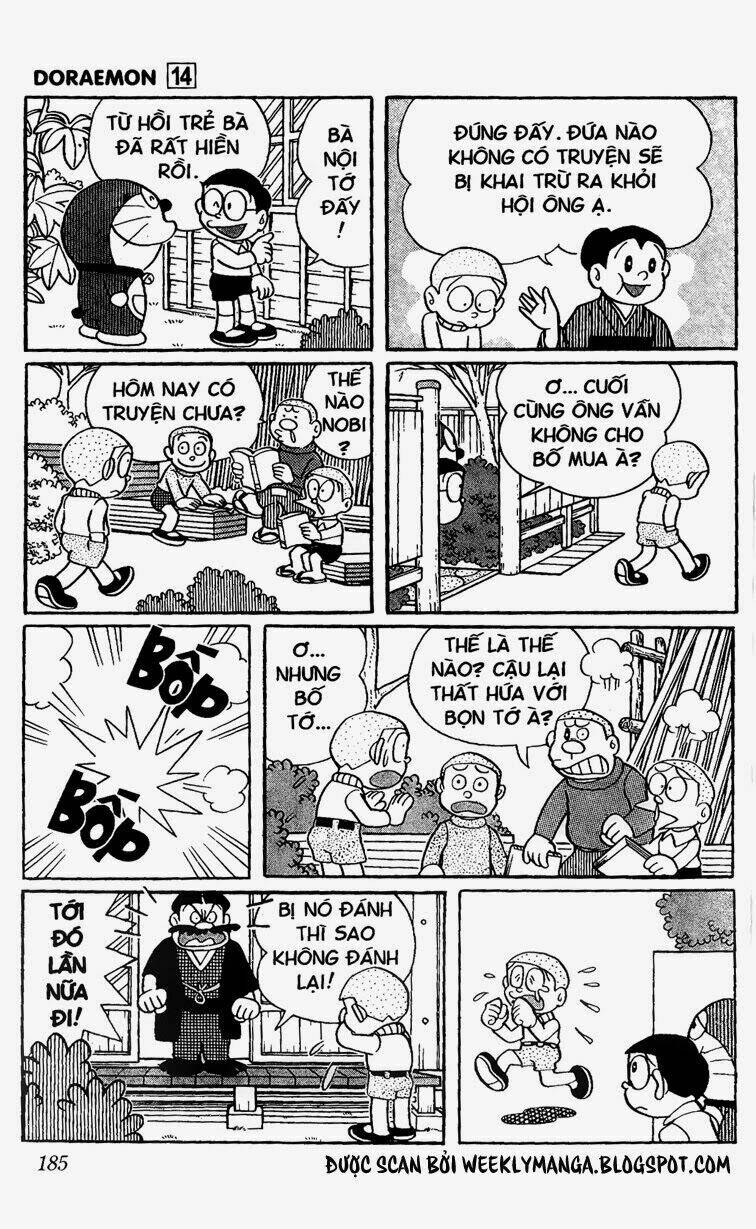 DORAEMON 14
TỪ HỒI TRẺ BÀ
ĐÃ RẤT HIỀN
RỒI.
BÀ
NỘI
TỚ
ĐẤY
!
ĐÚNG ĐẤY. ĐỨA NÀO
KHÔNG CÓ TRUYỆN SẼ
BỊ KHAI TRỪ RA KHỎI
HỘI ÔNG Ạ.
HÔM NAY CÓ
TRUYỆN CHƯA?
THẾ
NÀO
NOBI
?
Ơ... CUỐI
CÙNG ÔNG VẪN
KHÔNG CHO
BỐ MUA À?
BỐP
BỐP
Ơ...
NHƯNG
BỐ
TỚ...
THẾ LÀ THẾ
NÀO? CẬU LẠI
THẤT HỨA VỚI
BỌN TỚ À?
TỚI
ĐÓ
LẦN
NỮA
ĐI!
BỊ NÓ ĐÁNH
THÌ SAO
KHÔNG ĐÁNH
LẠI!
185
ĐƯỢC SCAN BỞI WEEKLYMANGA.BLOGSPOT.COM